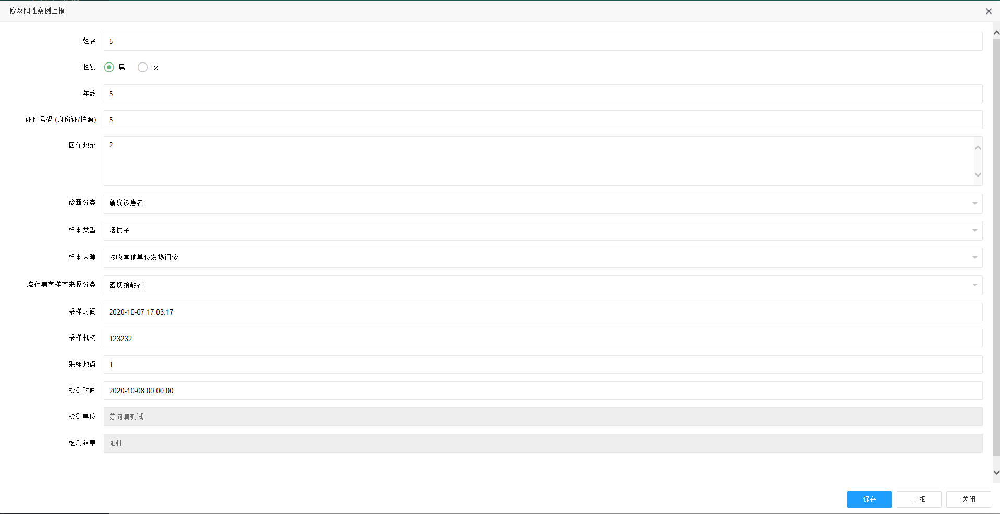 修改阳性案例上报
姓名 5
性别 男 女
年龄 5
证件号码 (身份证/护照) 5
居住地址 2
诊断分类 新确诊患者
样本类型 咽拭子
样本来源 接收其他单位发热门诊
流行病学样本来源分类 密切接触者
采样时间 2020-10-07 17:03:17
采样机构 123232
采样地点 1
检测时间 2020-10-08 00:00:00
检测单位 苏河清测试
检测结果 阳性
保存 上报 关闭